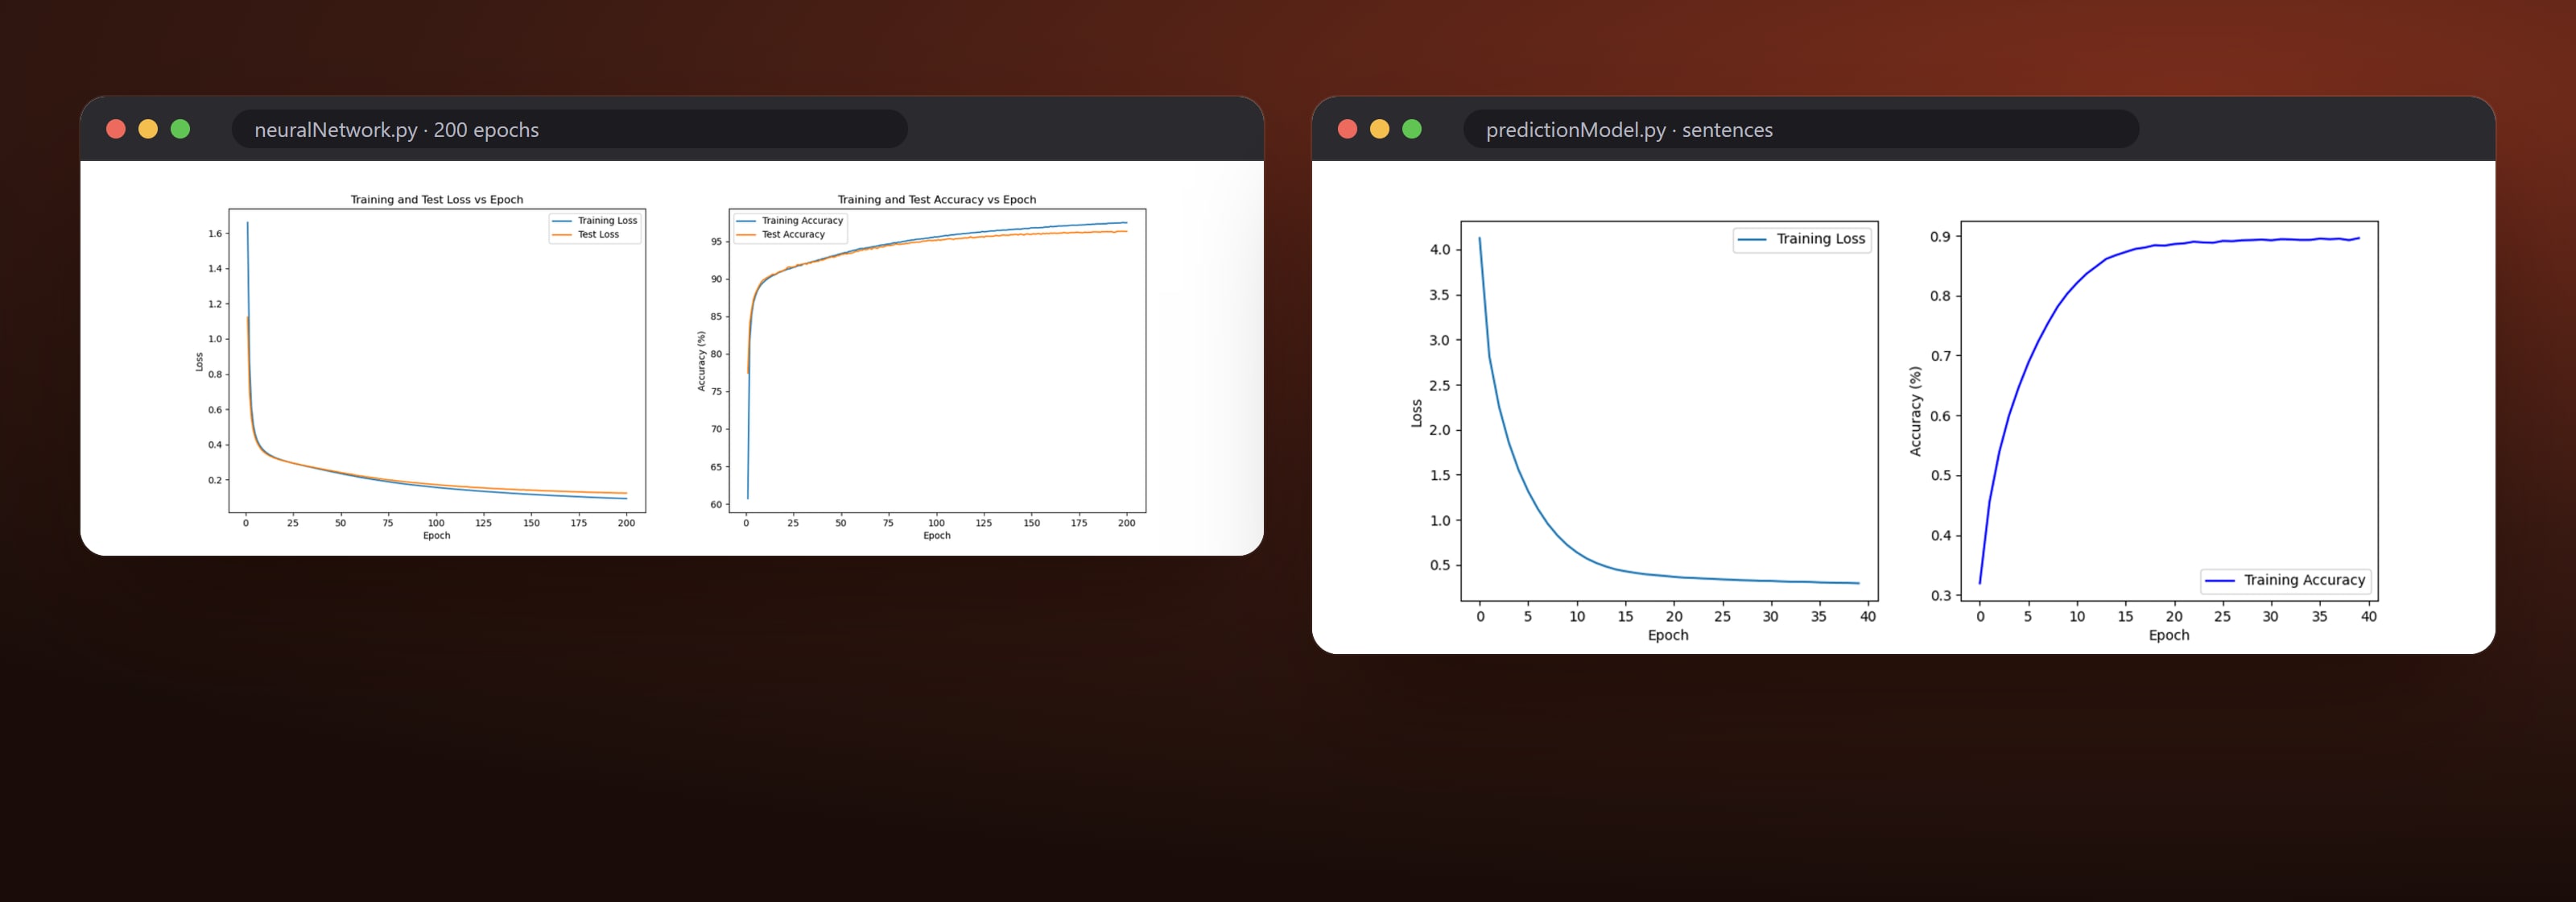 neuralNetwork.py · 200 epochs
Training and Test Loss vs Epoch
Training Loss
Test Loss
1.6
1.4
1.2
1.0
0.8
0.6
0.4
0.2
Loss
0 25 50 75 100 125 150 175 200
Epoch
Training and Test Accuracy vs Epoch
Training Accuracy
Test Accuracy
95
90
85
80
75
70
65
60
Accuracy (%)
0 25 50 75 100 125 150 175 200
Epoch
predictionModel.py · sentences
Training Loss
4.0
3.5
3.0
2.5
2.0
1.5
1.0
0.5
Loss
0 5 10 15 20 25 30 35 40
Epoch
0.9
0.8
0.7
0.6
0.5
0.4
0.3
Accuracy (%)
Training Accuracy
0 5 10 15 20 25 30 35 40
Epoch